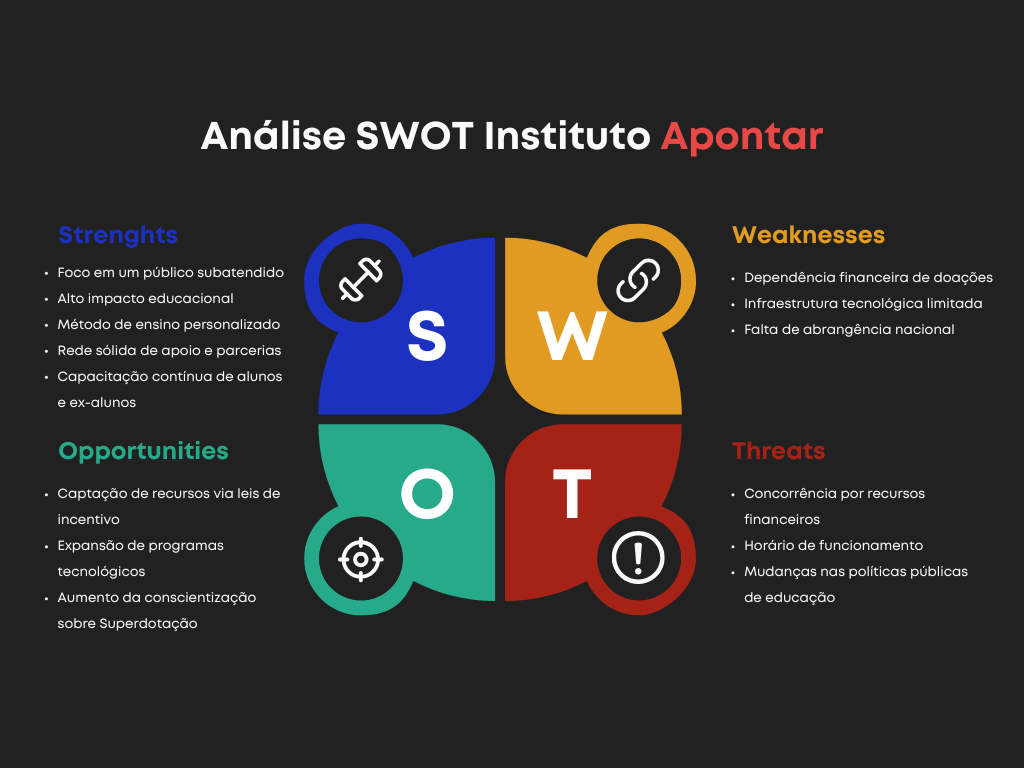 Análise SWOT Instituto Apontar
Strenghts
• Foco em um público subatendido
• Alto impacto educacional
• Método de ensino personalizado
• Rede sólida de apoio e parcerias
• Capacitação contínua de alunos
e ex-alunos
S
W
Weaknesses
• Dependência financeira de doações
• Infraestrutura tecnológica limitada
• Falta de abrangência nacional
Opportunities
• Captação de recursos via leis de
incentivo
• Expansão de programas
tecnológicos
• Aumento da conscientização
sobre Superdotação
O
T
!
Threats
• Concorrência por recursos
financeiros
• Horário de funcionamento
• Mudanças nas políticas públicas
de educação